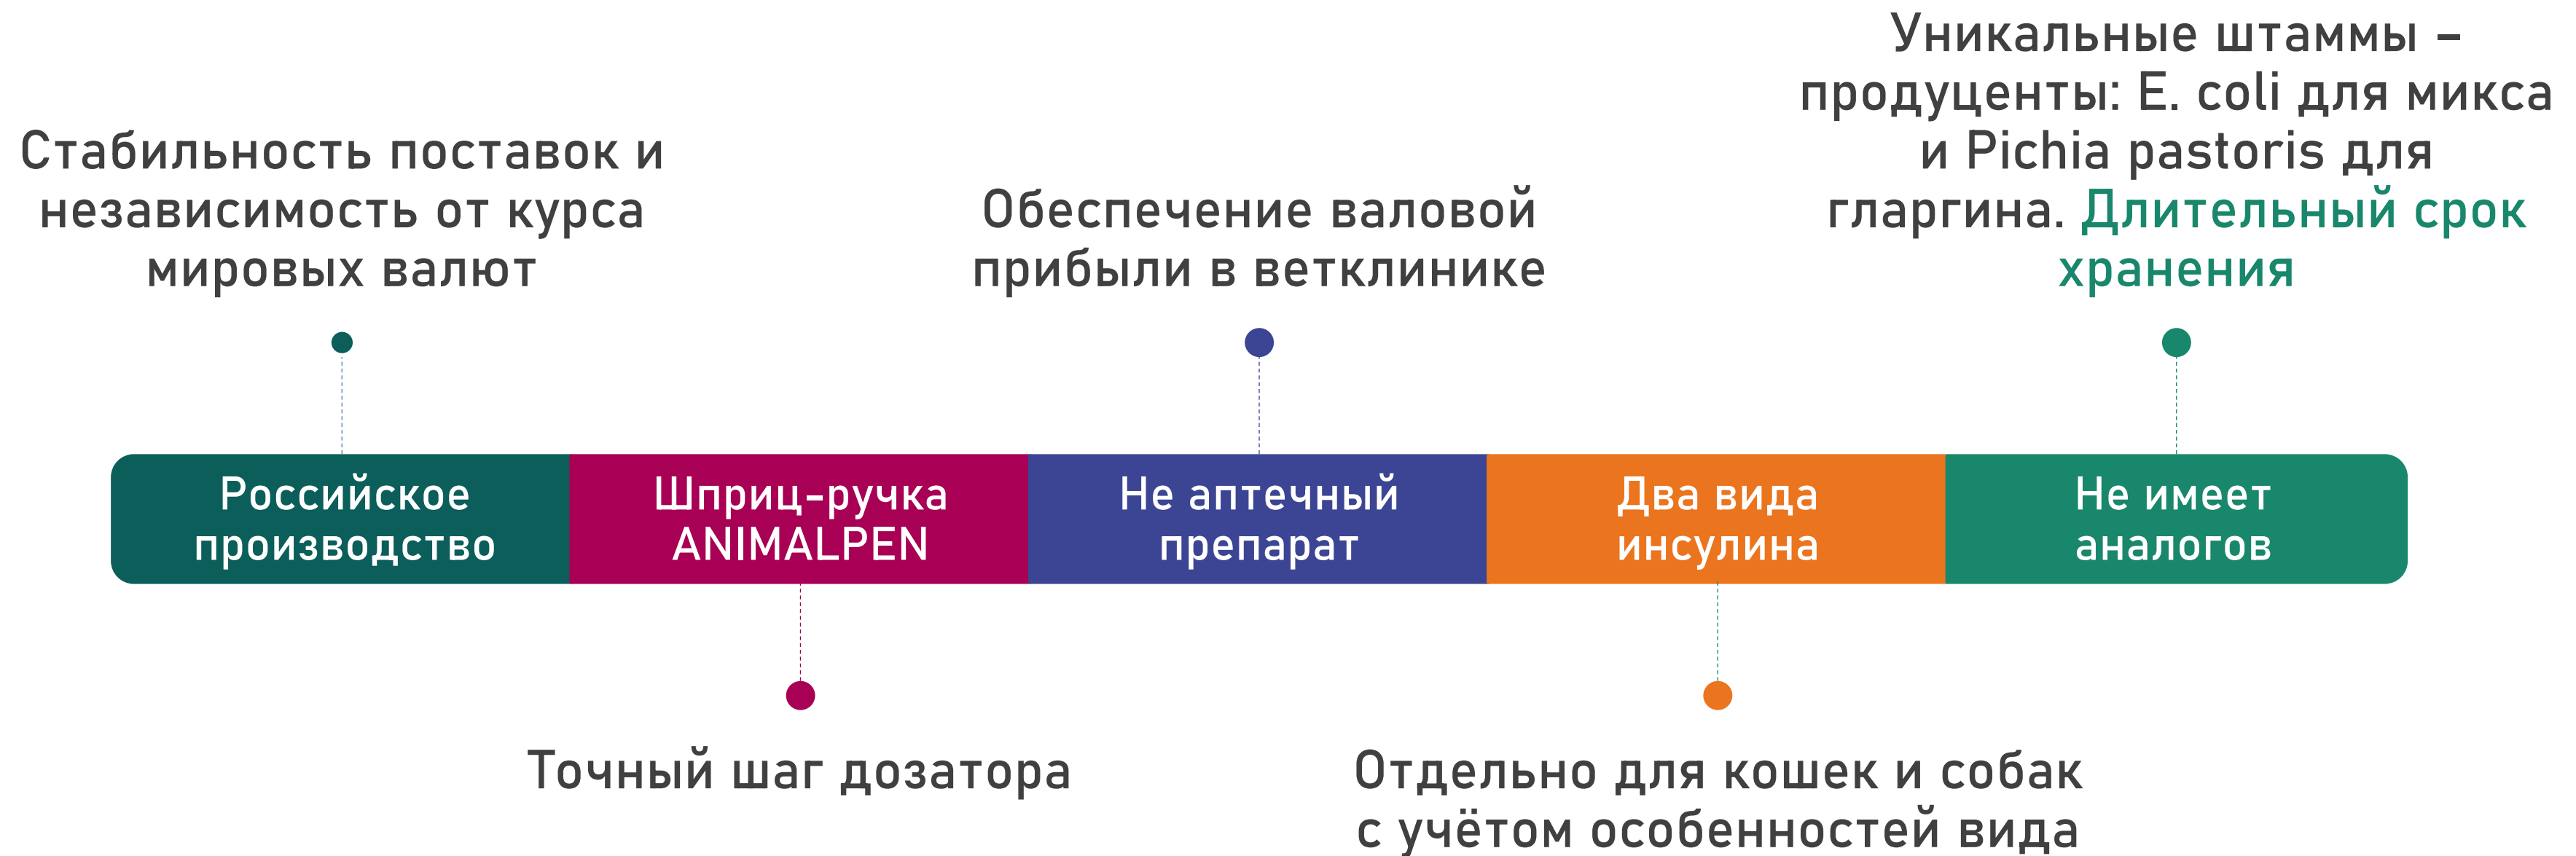 Стабильность поставок и
независимость от курса
мировых валют
Обеспечение валовой
прибыли в ветклинике
Уникальные штаммы –
продуценты: E. coli для микса
и Pichia pastoris для
гларгина. Длительный срок
хранения
Российское
производство
Шприц-ручка
ANIMALPEN
Не аптечный
препарат
Два вида
инсулина
Не имеет
аналогов
Точный шаг дозатора
Отдельно для кошек и собак
с учётом особенностей вида